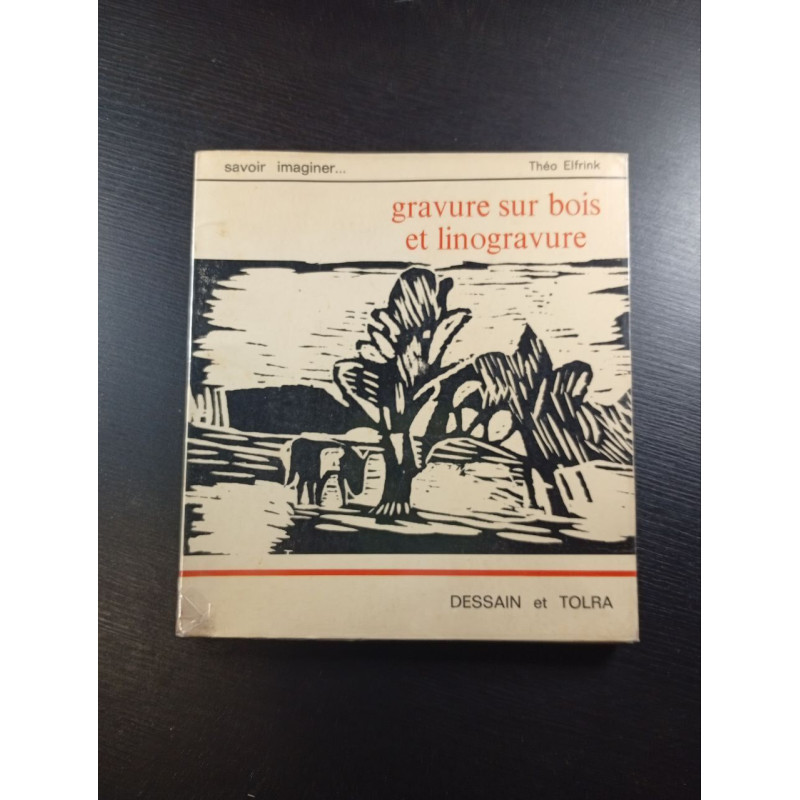 savoir imaginer...
Théo Elfrink
gravure sur bois
et linogravure
DESSAIN et TOLRA